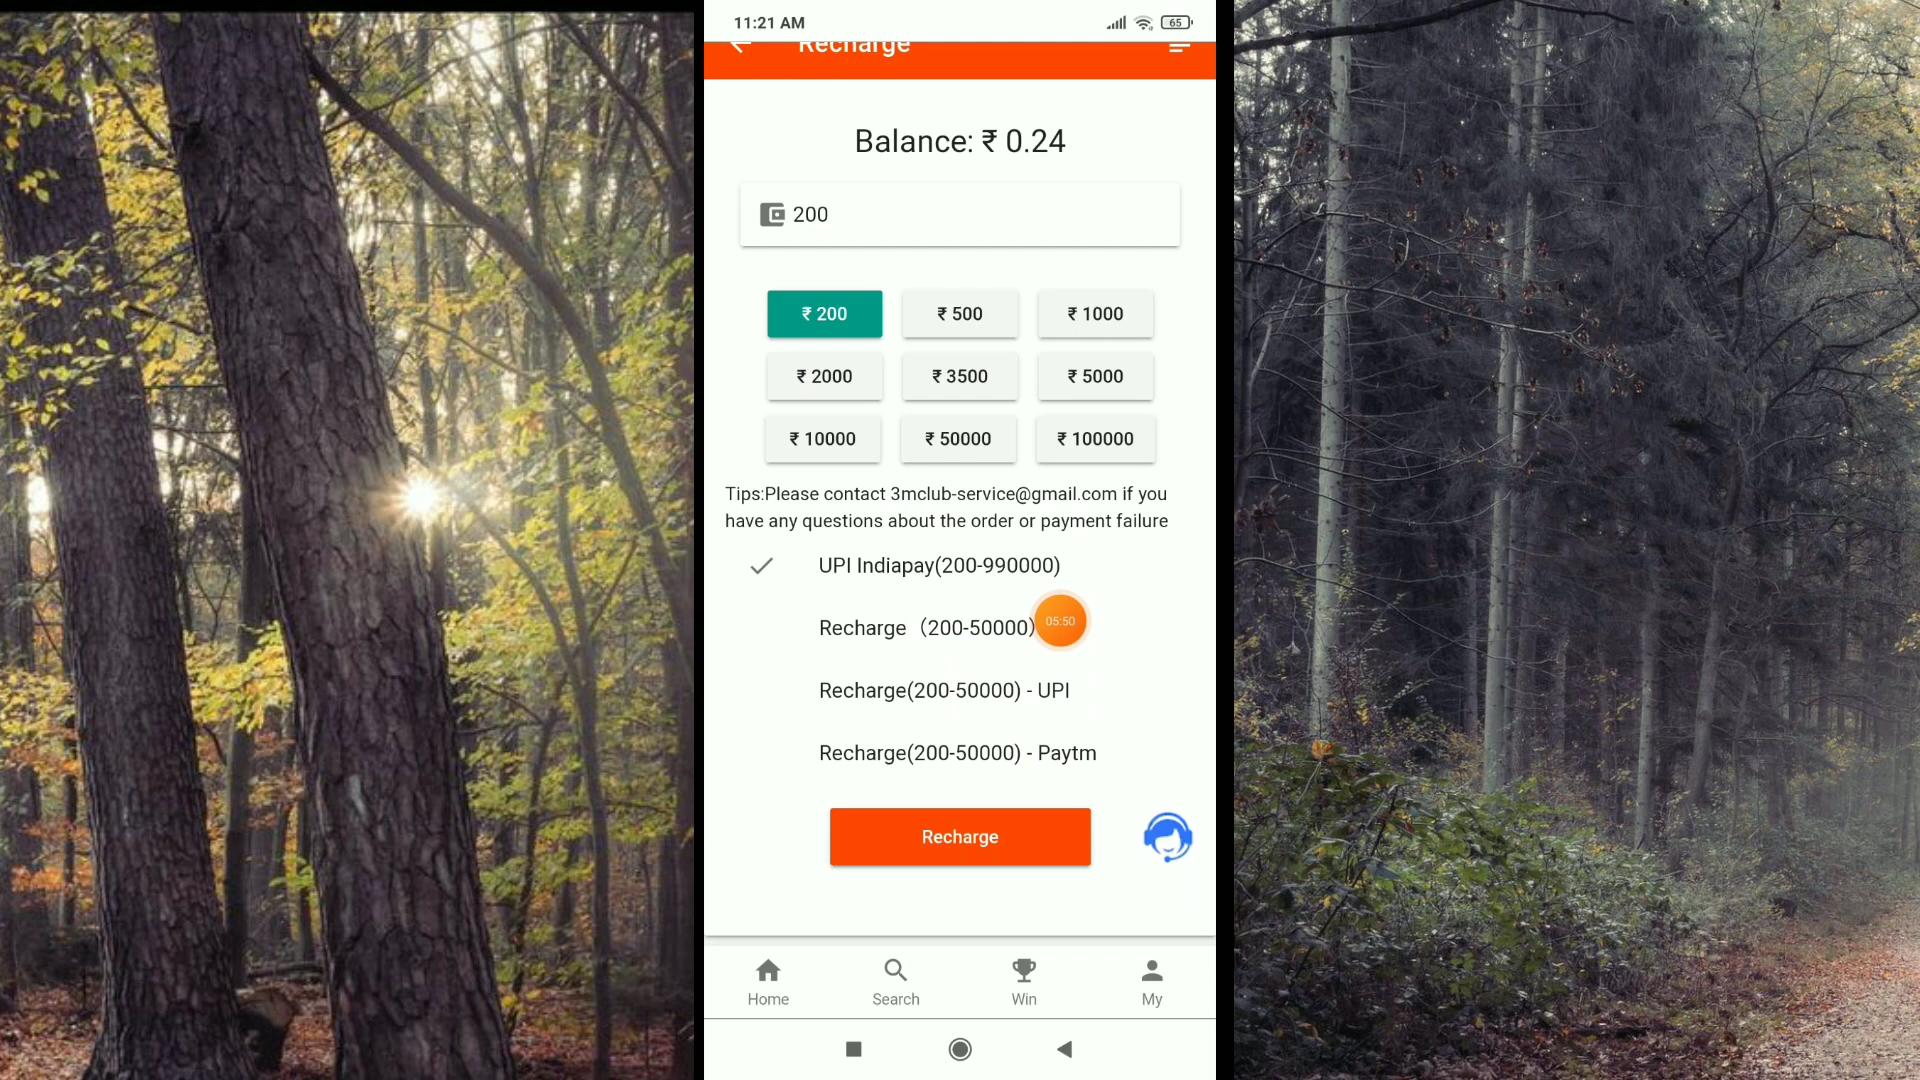 11:21 AM
65
Recharge
Balance: ₹ 0.24
200
₹ 200
₹ 500
₹ 1000
₹ 2000
₹ 3500
₹ 5000
₹ 10000
₹ 50000
₹ 100000
Tips:Please contact 3mclub-service@gmail.com if you
have any questions about the order or payment failure
UPI Indiapay(200-990000)
Recharge（200-50000）
05:50
Recharge(200-50000) - UPI
Recharge(200-50000) - Paytm
Recharge
Home
Search
Win
My